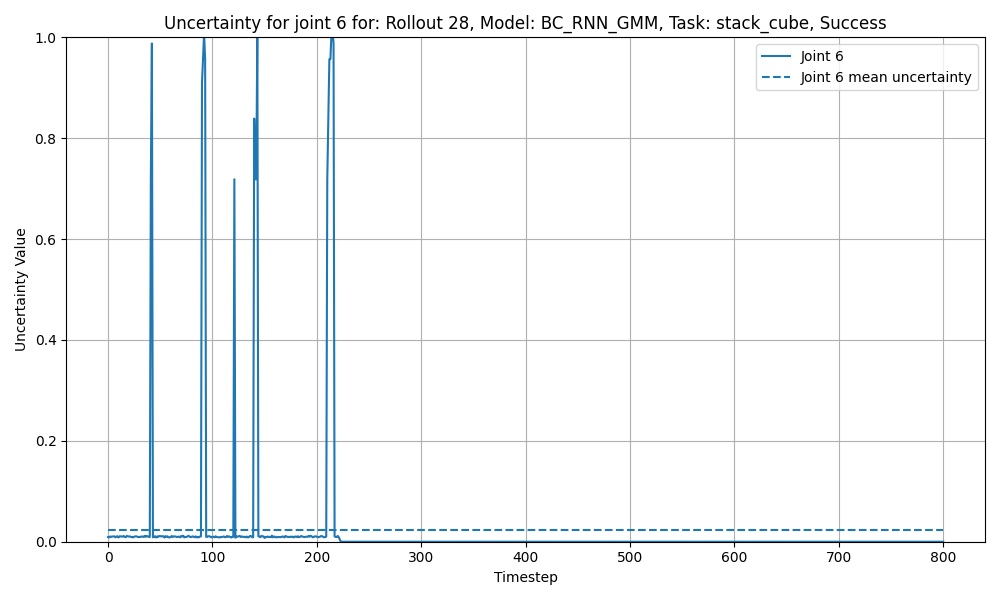 Uncertainty for joint 6 for: Rollout 28, Model: BC_RNN_GMM, Task: stack_cube, Success
Joint 6
Joint 6 mean uncertainty
Uncertainty Value
1.0
0.8
0.6
0.4
0.2
0.0
0 100 200 300 400 500 600 700 800
Timestep